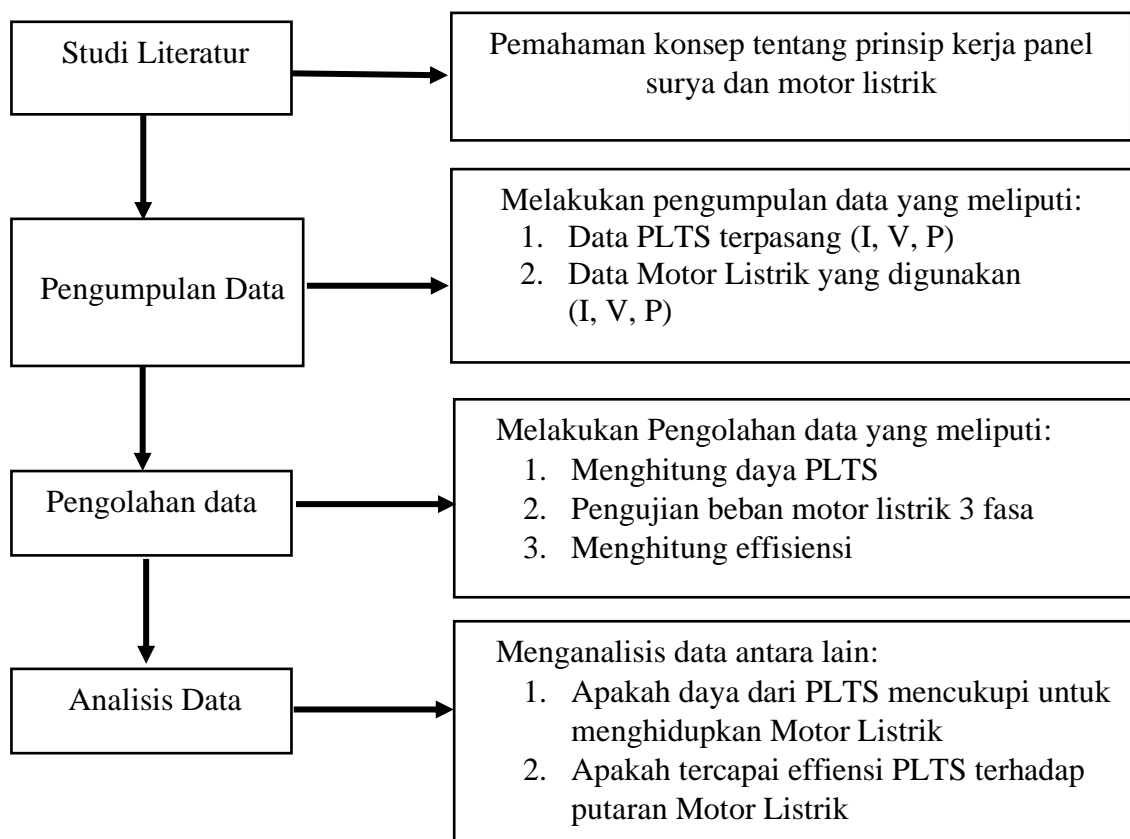 Studi Literatur
Pemahaman konsep tentang prinsip kerja panel
surya dan motor listrik
Pengumpulan Data
Melakukan pengumpulan data yang meliputi:
1. Data PLTS terpasang (I, V, P)
2. Data Motor Listrik yang digunakan
(I, V, P)
Pengolahan data
Melakukan Pengolahan data yang meliputi:
1. Menghitung daya PLTS
2. Pengujian beban motor listrik 3 fasa
3. Menghitung effisiensi
Analisis Data
Menganalisis data antara lain:
1. Apakah daya dari PLTS mencukupi untuk
menghidupkan Motor Listrik
2. Apakah tercapai effiensi PLTS terhadap
putaran Motor Listrik